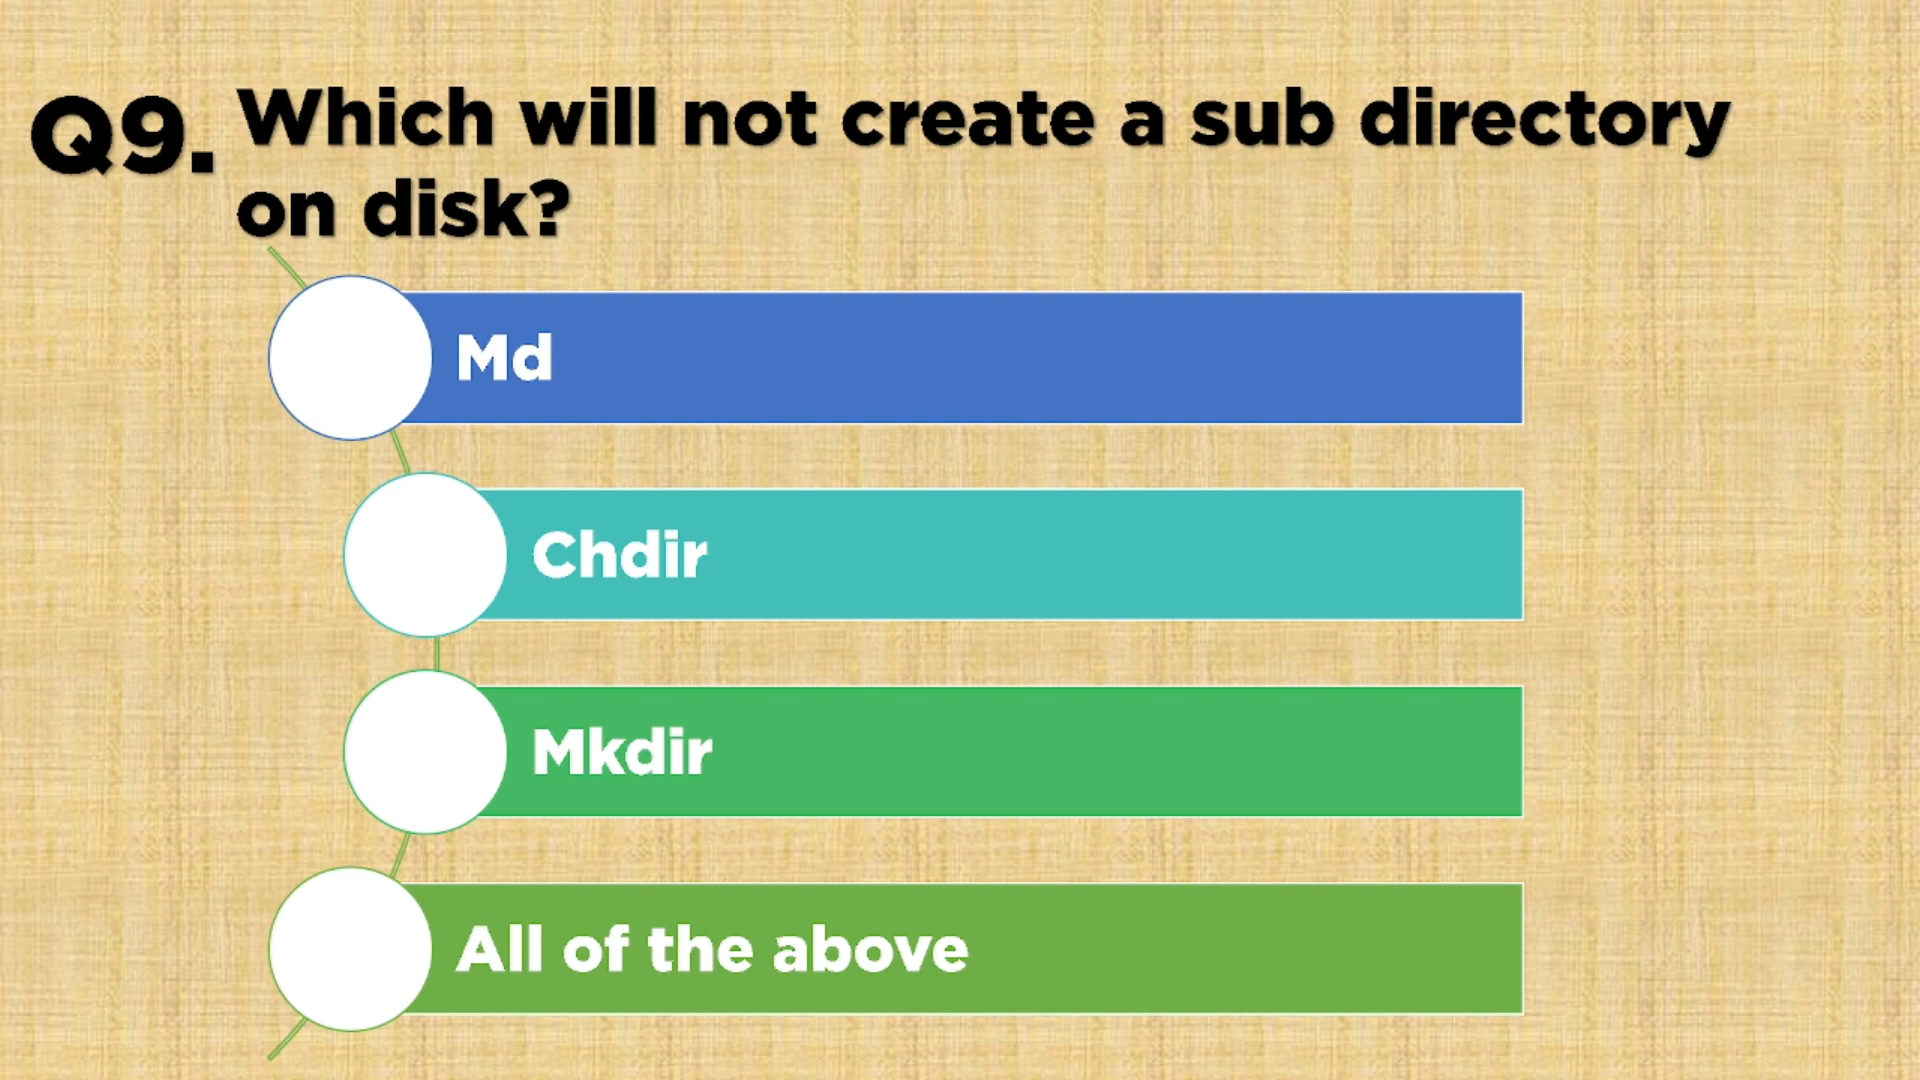 Q9. Which will not create a sub directory
on disk?
Md
Chdir
Mkdir
All of the above